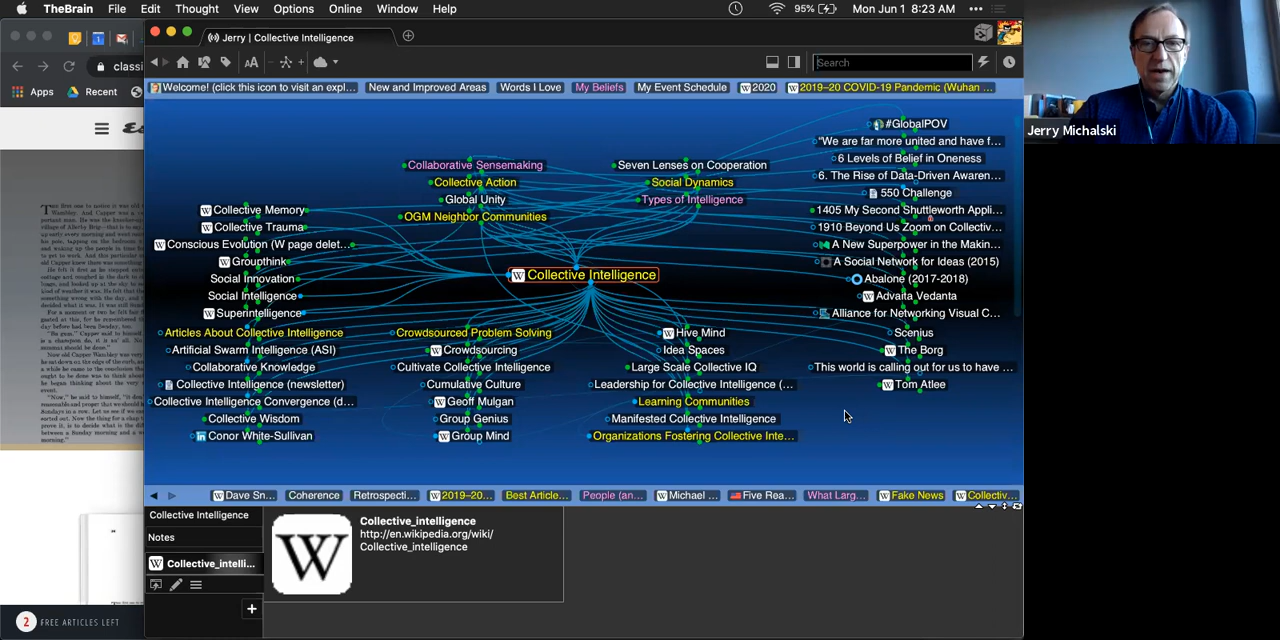 TheBrain File Edit Thought View Options Online Window Help 95% Mon Jun 1 8:23 AM
Jerry | Collective Intelligence
classi
AA
Search
Apps Recent
Welcome! (click this icon to visit an expl... New and Improved Areas Words I Love My Beliefs My Event Schedule 2020 2019–20 COVID-19 Pandemic (Wuhan ...
Jerry Michalski
#GlobalPOV
"We are far more united and have f...
6 Levels of Belief in Oneness
6. The Rise of Data-Driven Awaren...
550 Challenge
1405 My Second Shuttleworth Appli...
1910 Beyond Us Zoom on Collectiv...
A New Superpower in the Makin...
A Social Network for Ideas (2015)
Abalone (2017-2018)
Advaita Vedanta
Alliance for Networking Visual C...
Scenius
The Borg
This world is calling out for us to have ...
Tom Atlee
Collaborative Sensemaking
Collective Action
Global Unity
OGM Neighbor Communities
Seven Lenses on Cooperation
Social Dynamics
Types of Intelligence
Collective Memory
Collective Trauma
Conscious Evolution (W page delet...
Groupthink
Social Innovation
Social Intelligence
Superintelligence
Collective Intelligence
Articles About Collective Intelligence
Artificial Swarm Intelligence (ASI)
Collaborative Knowledge
Collective Intelligence (newsletter)
Collective Intelligence Convergence (d...
Collective Wisdom
Conor White-Sullivan
Crowdsourced Problem Solving
Crowdsourcing
Cultivate Collective Intelligence
Cumulative Culture
Geoff Mulgan
Group Genius
Group Mind
Hive Mind
Idea Spaces
Large Scale Collective IQ
Leadership for Collective Intelligence (...
Learning Communities
Manifested Collective Intelligence
Organizations Fostering Collective Inte...
Dave Sn... Coherence Retrospecti... 2019–20... Best Article... People (an... Michael ... Five Rea... What Larg... Fake News Collectiv...
Collective Intelligence
Notes
Collective_intelli...
Collective_intelligence
http://en.wikipedia.org/wiki/
Collective_intelligence
2 FREE ARTICLES LEFT